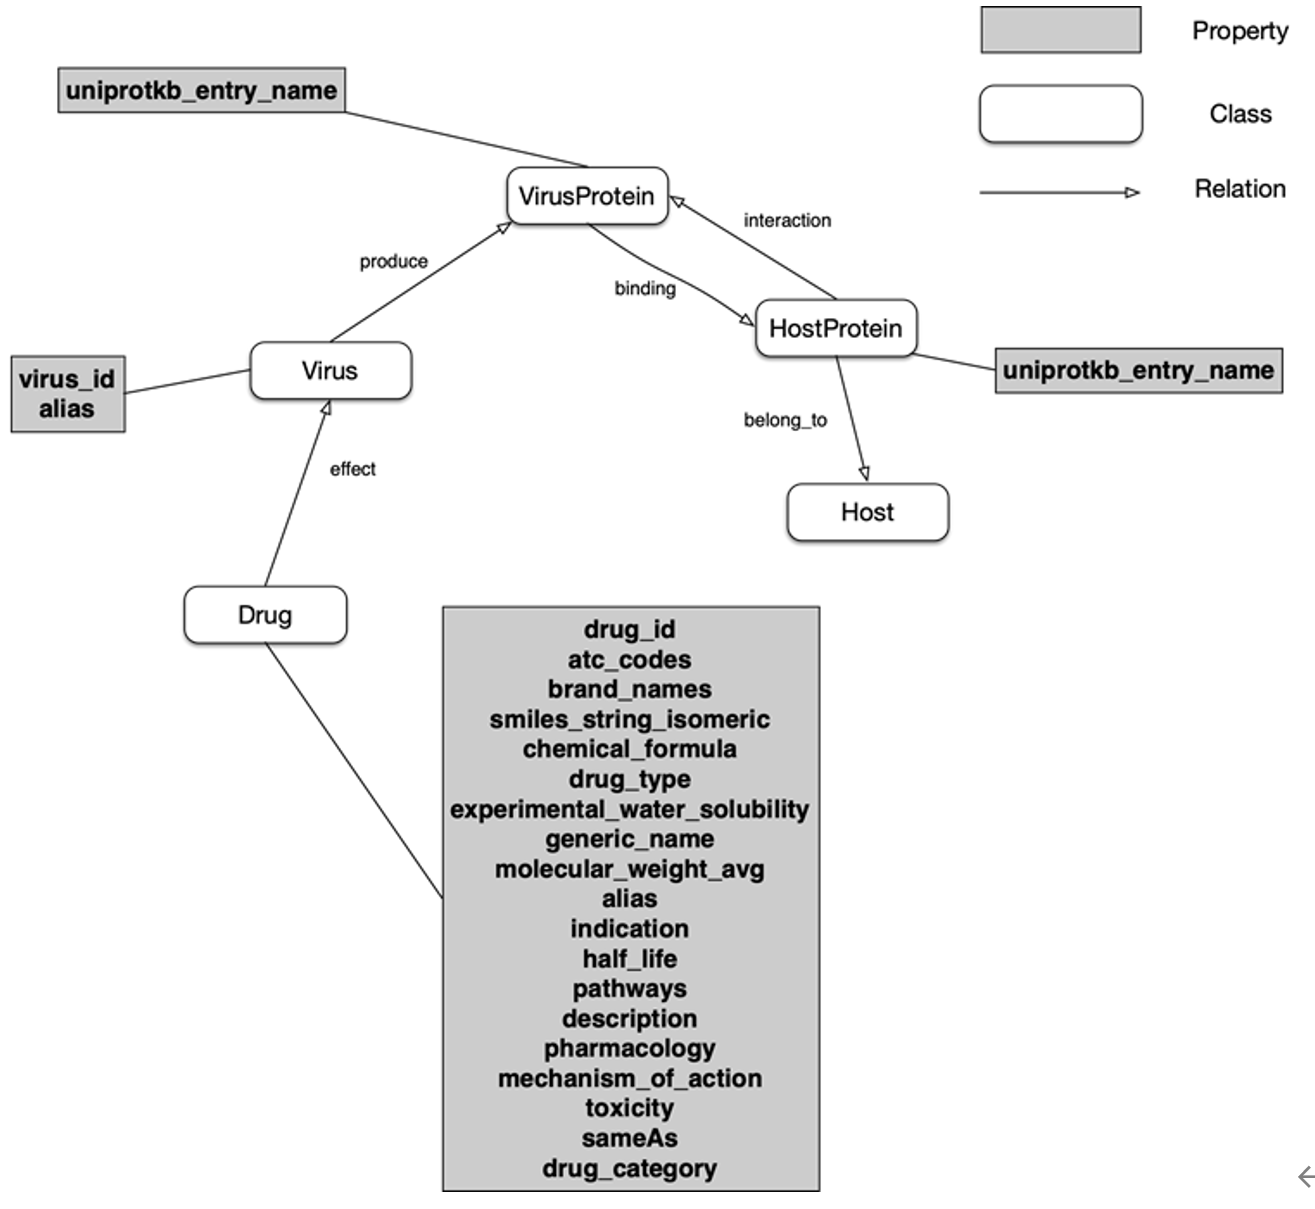 Property
uniprotkb_entry_name
Class
VirusProtein
Relation
interaction
produce
binding
HostProtein
Virus
uniprotkb_entry_name
virus_id
alias
belong_to
effect
Host
Drug
drug_id
atc_codes
brand_names
smiles_string_isomeric
chemical_formula
drug_type
experimental_water_solubility
generic_name
molecular_weight_avg
alias
indication
half_life
pathways
description
pharmacology
mechanism_of_action
toxicity
sameAs
drug_category